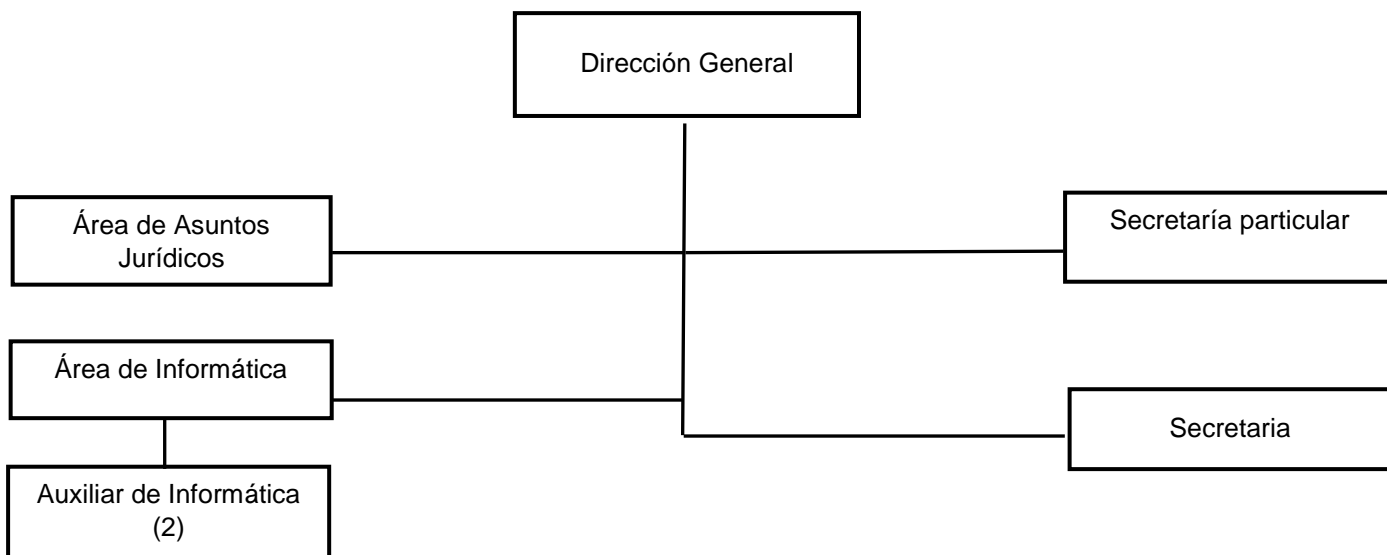 Dirección General
Área de Asuntos
Jurídicos
Secretaría particular
Área de Informática
Secretaria
Auxiliar de Informática
(2)